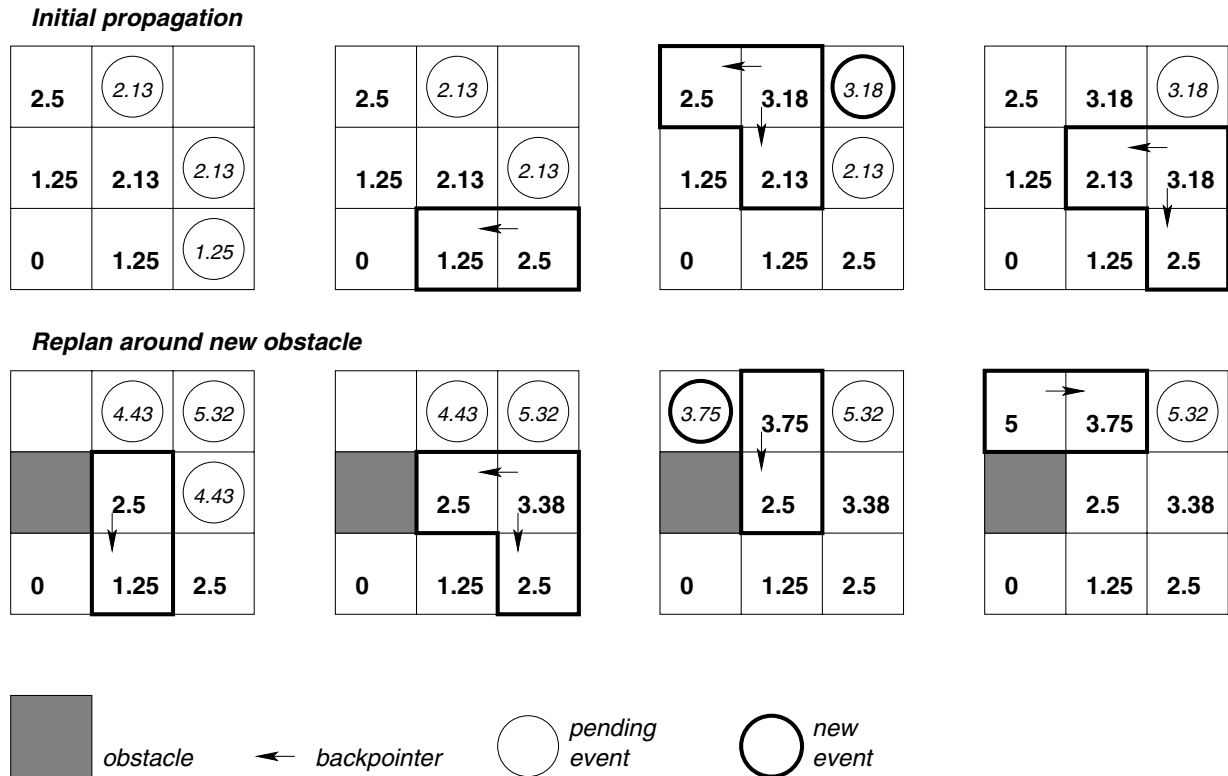 Initial propagation
2.5 2.13
1.25 2.13 2.13
0 1.25 1.25
2.5 2.13
1.25 2.13 2.13
0 1.25 2.5
2.5 3.18 3.18
1.25 2.13 2.13
0 1.25 2.5
2.5 3.18 3.18
1.25 2.13 3.18
0 1.25 2.5
Replan around new obstacle
4.43 5.32
2.5 4.43
0 1.25 2.5
4.43 5.32
2.5 3.38
0 1.25 2.5
3.75 3.75 5.32
2.5 3.38
0 1.25 2.5
5 3.75 5.32
2.5 3.38
0 1.25 2.5
obstacle
backpointer
pending
event
new
event